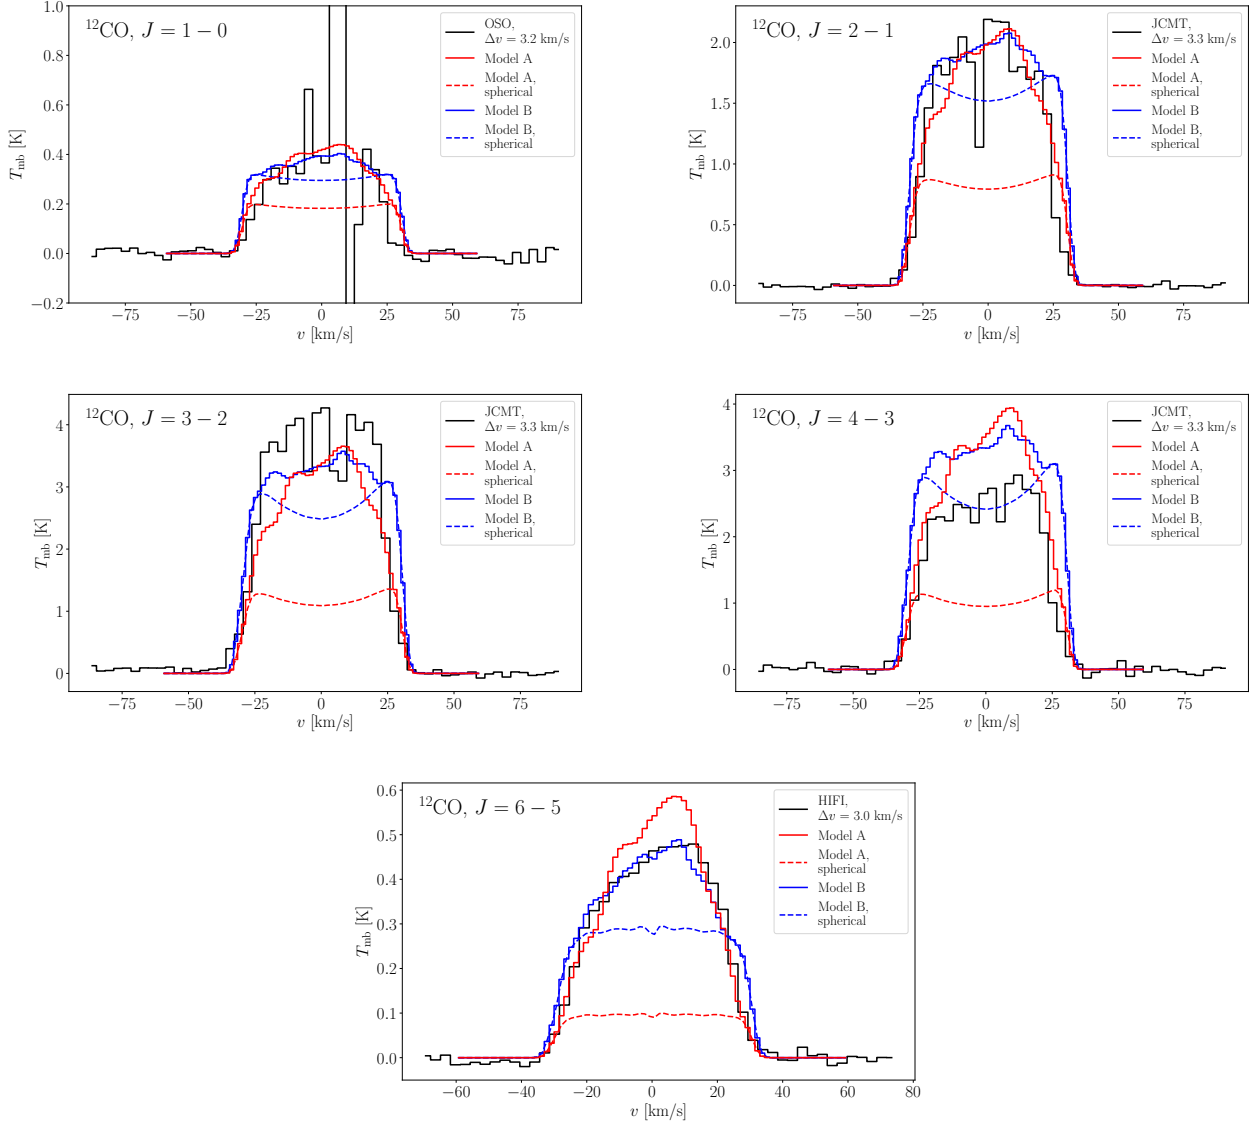 ¹²CO, J = 1 − 0
OSO,
Δv = 3.2 km/s
Model A
Model A,
spherical
Model B
Model B,
spherical
1.0
0.8
0.6
0.4
0.2
0.0
−0.2
T_mb [K]
−75 −50 −25 0 25 50 75
v [km/s]
¹²CO, J = 2 − 1
JCMT,
Δv = 3.3 km/s
Model A
Model A,
spherical
Model B
Model B,
spherical
2.0
1.5
1.0
0.5
0.0
T_mb [K]
−75 −50 −25 0 25 50 75
v [km/s]
¹²CO, J = 3 − 2
JCMT,
Δv = 3.3 km/s
Model A
Model A,
spherical
Model B
Model B,
spherical
4
3
2
1
0
T_mb [K]
−75 −50 −25 0 25 50 75
v [km/s]
¹²CO, J = 4 − 3
JCMT,
Δv = 3.3 km/s
Model A
Model A,
spherical
Model B
Model B,
spherical
4
3
2
1
0
T_mb [K]
−75 −50 −25 0 25 50 75
v [km/s]
¹²CO, J = 6 − 5
HIFI,
Δv = 3.0 km/s
Model A
Model A,
spherical
Model B
Model B,
spherical
0.6
0.5
0.4
0.3
0.2
0.1
0.0
T_mb [K]
−60 −40 −20 0 20 40 60 80
v [km/s]